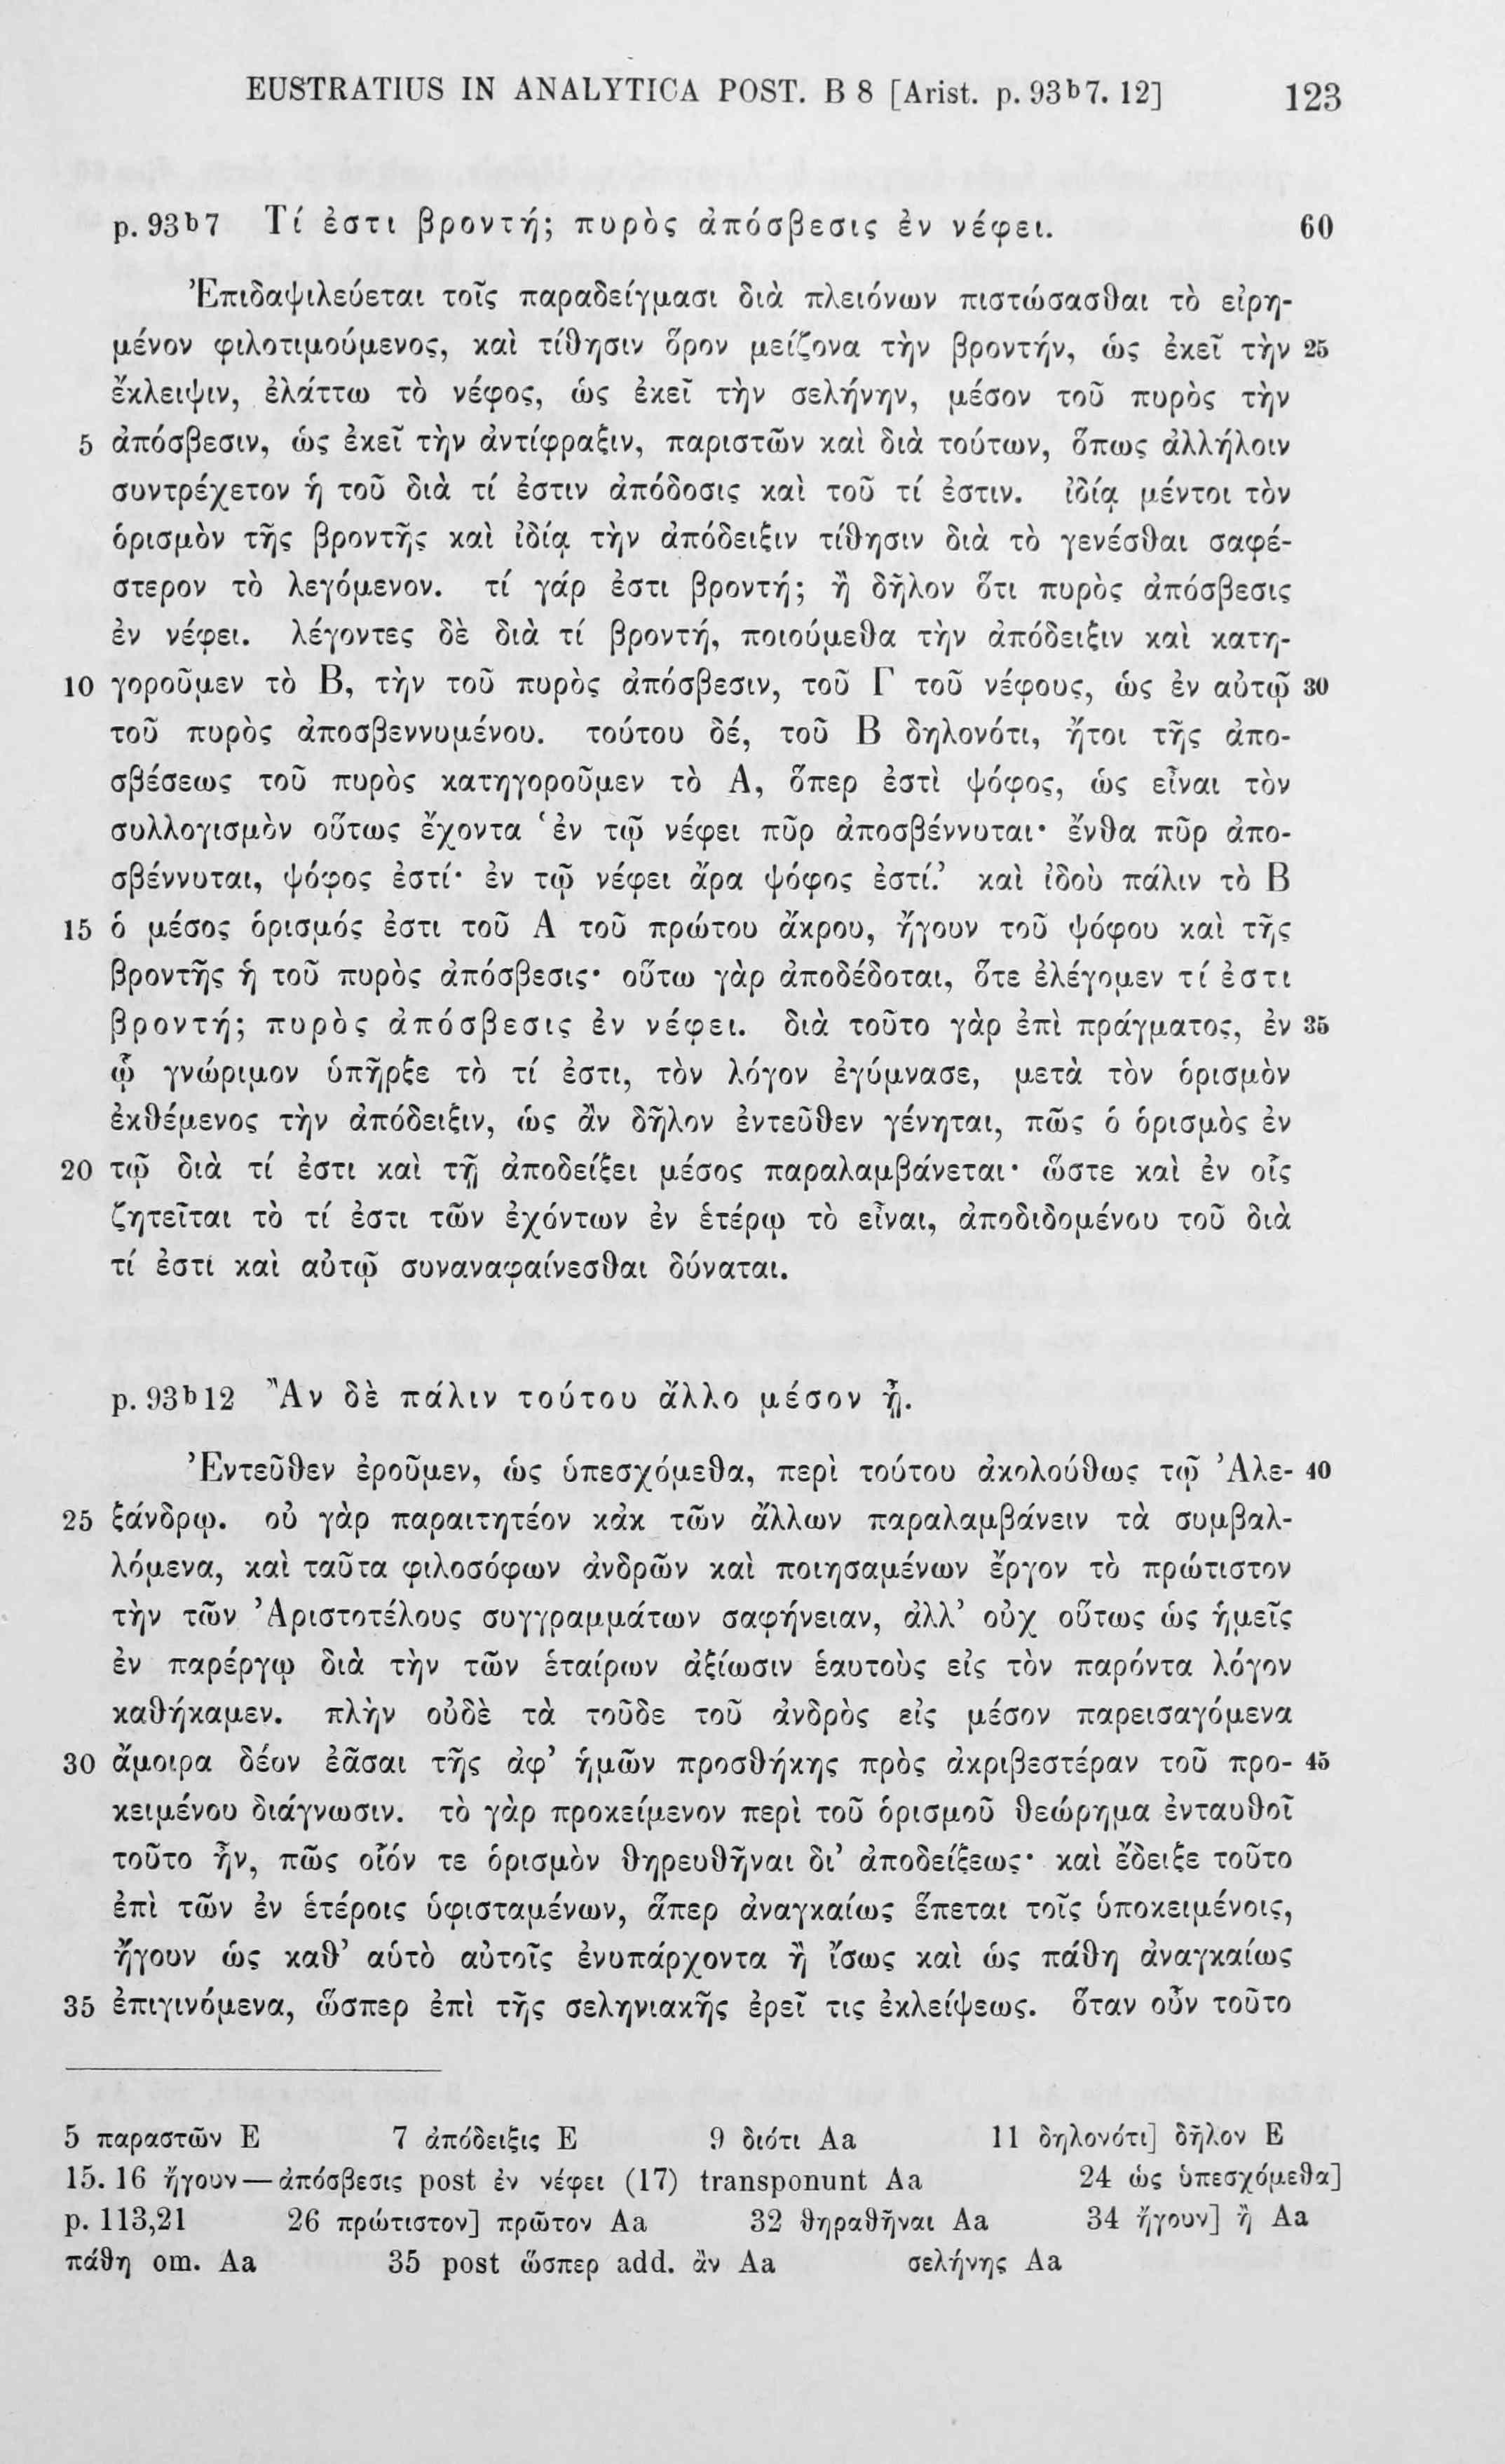 EUSTRATIUS IN ANALYTICA POST. B 8 [Arist. p. 93ᵇ7. 12] 123
p. 93ᵇ7 Τί ἐστι βροντή; πυρὸς ἀπόσβεσις ἐν νέφει. 60
Ἐπιδαψιλεύεται τοῖς παραδείγμασι διὰ πλειόνων πιστώσασθαι τὸ εἰρη-
μένον φιλοτιμούμενος, καὶ τίθησιν ὅρον μείζονα τὴν βροντήν, ὡς ἐκεῖ τὴν 25
ἔκλειψιν, ἐλάττω τὸ νέφος, ὡς ἐκεῖ τὴν σελήνην, μέσον τοῦ πυρὸς τὴν
5 ἀπόσβεσιν, ὡς ἐκεῖ τὴν ἀντίφραξιν, παριστῶν καὶ διὰ τούτων, ὅπως ἀλλήλοιν
συντρέχετον ἡ τοῦ διὰ τί ἐστιν ἀπόδοσις καὶ τοῦ τί ἐστιν. ἰδίᾳ μέντοι τὸν
ὁρισμὸν τῆς βροντῆς καὶ ἰδίᾳ τὴν ἀπόδειξιν τίθησιν διὰ τὸ γενέσθαι σαφέ-
στερον τὸ λεγόμενον. τί γάρ ἐστι βροντή; ἢ δῆλον ὅτι πυρὸς ἀπόσβεσις
ἐν νέφει. λέγοντες δὲ διὰ τί βροντή, ποιούμεθα τὴν ἀπόδειξιν καὶ κατη-
10 γοροῦμεν τὸ Β, τὴν τοῦ πυρὸς ἀπόσβεσιν, τοῦ Γ τοῦ νέφους, ὡς ἐν αὐτῷ 30
τοῦ πυρὸς ἀποσβεννυμένου. τούτου δέ, τοῦ Β δηλονότι, ἤτοι τῆς ἀπο-
σβέσεως τοῦ πυρὸς κατηγοροῦμεν τὸ Α, ὅπερ ἐστὶ ψόφος, ὡς εἶναι τὸν
συλλογισμὸν οὕτως ἔχοντα ‘ἐν τῷ νέφει πῦρ ἀποσβέννυται· ἔνθα πῦρ ἀπο-
σβέννυται, ψόφος ἐστί· ἐν τῷ νέφει ἄρα ψόφος ἐστί.’ καὶ ἰδοὺ πάλιν τὸ Β
15 ὁ μέσος ὁρισμός ἐστι τοῦ Α τοῦ πρώτου ἄκρου, ἤγουν τοῦ ψόφου καὶ τῆς
βροντῆς ἡ τοῦ πυρὸς ἀπόσβεσις· οὕτω γὰρ ἀποδέδοται, ὅτε ἐλέγομεν τί ἐστι
βροντή; πυρὸς ἀπόσβεσις ἐν νέφει. διὰ τοῦτο γὰρ ἐπὶ πράγματος, ἐν 35
ᾧ γνώριμον ὑπῆρξε τὸ τί ἐστι, τὸν λόγον ἐγύμνασε, μετὰ τὸν ὁρισμὸν
ἐκθέμενος τὴν ἀπόδειξιν, ὡς ἂν δῆλον ἐντεῦθεν γένηται, πῶς ὁ ὁρισμὸς ἐν
20 τῷ διὰ τί ἐστι καὶ τῇ ἀποδείξει μέσος παραλαμβάνεται· ὥστε καὶ ἐν οἷς
ζητεῖται τὸ τί ἐστι τῶν ἐχόντων ἐν ἑτέρῳ τὸ εἶναι, ἀποδιδομένου τοῦ διὰ
τί ἐστι καὶ αὐτῷ συναναφαίνεσθαι δύναται.
p. 93ᵇ12 Ἂν δὲ πάλιν τούτου ἄλλο μέσον ᾖ.
Ἐντεῦθεν ἐροῦμεν, ὡς ὑπεσχόμεθα, περὶ τούτου ἀκολούθως τῷ Ἀλε- 40
25 ξάνδρῳ. οὐ γὰρ παραιτητέον κἀκ τῶν ἄλλων παραλαμβάνειν τὰ συμβαλ-
λόμενα, καὶ ταῦτα φιλοσόφων ἀνδρῶν καὶ ποιησαμένων ἔργον τὸ πρώτιστον
τὴν τῶν Ἀριστοτέλους συγγραμμάτων σαφήνειαν, ἀλλ’ οὐχ οὕτως ὡς ἡμεῖς
ἐν παρέργῳ διὰ τὴν τῶν ἑταίρων ἀξίωσιν ἑαυτοὺς εἰς τὸν παρόντα λόγον
καθήκαμεν. πλὴν οὐδὲ τὰ τοῦδε τοῦ ἀνδρὸς εἰς μέσον παρεισαγόμενα
30 ἄμοιρα δέον ἐᾶσαι τῆς ἀφ’ ἡμῶν προσθήκης πρὸς ἀκριβεστέραν τοῦ προ- 45
κειμένου διάγνωσιν. τὸ γὰρ προκείμενον περὶ τοῦ ὁρισμοῦ θεώρημα ἐνταυθοῖ
τοῦτο ἦν, πῶς οἷόν τε ὁρισμὸν θηρευθῆναι δι’ ἀποδείξεως· καὶ ἔδειξε τοῦτο
ἐπὶ τῶν ἐν ἑτέροις ὑφισταμένων, ἅπερ ἀναγκαίως ἕπεται τοῖς ὑποκειμένοις,
ἤγουν ὡς καθ’ αὑτὸ αὐτοῖς ἐνυπάρχοντα ἢ ἴσως καὶ ὡς πάθη ἀναγκαίως
35 ἐπιγινόμενα, ὥσπερ ἐπὶ τῆς σεληνιακῆς ἐρεῖ τις ἐκλείψεως. ὅταν οὖν τοῦτο
5 παραστῶν E 7 ἀπόδειξις E 9 διότι Aa 11 δηλονότι] δῆλον E
15. 16 ἤγουν—ἀπόσβεσις post ἐν νέφει (17) transponunt Aa 24 ὡς ὑπεσχόμεθα]
p. 113,21 26 πρώτιστον] πρῶτον Aa 32 θηραθῆναι Aa 34 ἤγουν] ἢ Aa
πάθη om. Aa 35 post ὥσπερ add. ἂν Aa σελήνης Aa